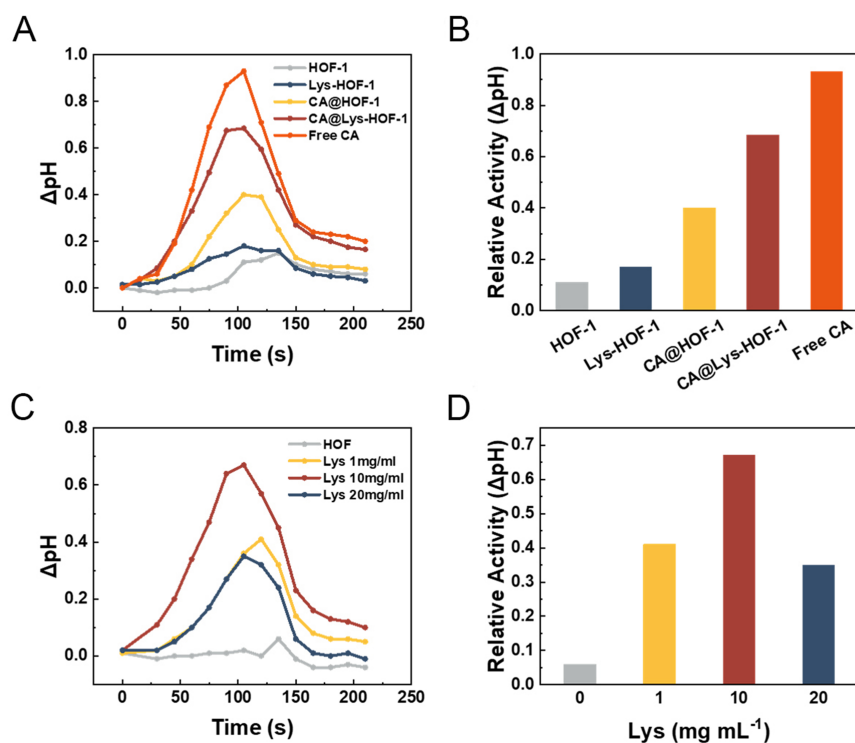 A
ΔpH
1.0
0.8
0.6
0.4
0.2
0.0
HOF-1
Lys-HOF-1
CA@HOF-1
CA@Lys-HOF-1
Free CA
0 50 100 150 200 250
Time (s)
B
Relative Activity (ΔpH)
1.0
0.8
0.6
0.4
0.2
0.0
HOF-1
Lys-HOF-1
CA@HOF-1
CA@Lys-HOF-1
Free CA
C
ΔpH
0.8
0.6
0.4
0.2
0.0
HOF
Lys 1mg/ml
Lys 10mg/ml
Lys 20mg/ml
0 50 100 150 200 250
Time (s)
D
Relative Activity (ΔpH)
0.7
0.6
0.5
0.4
0.3
0.2
0.1
0.0
0 1 10 20
Lys (mg mL⁻¹)